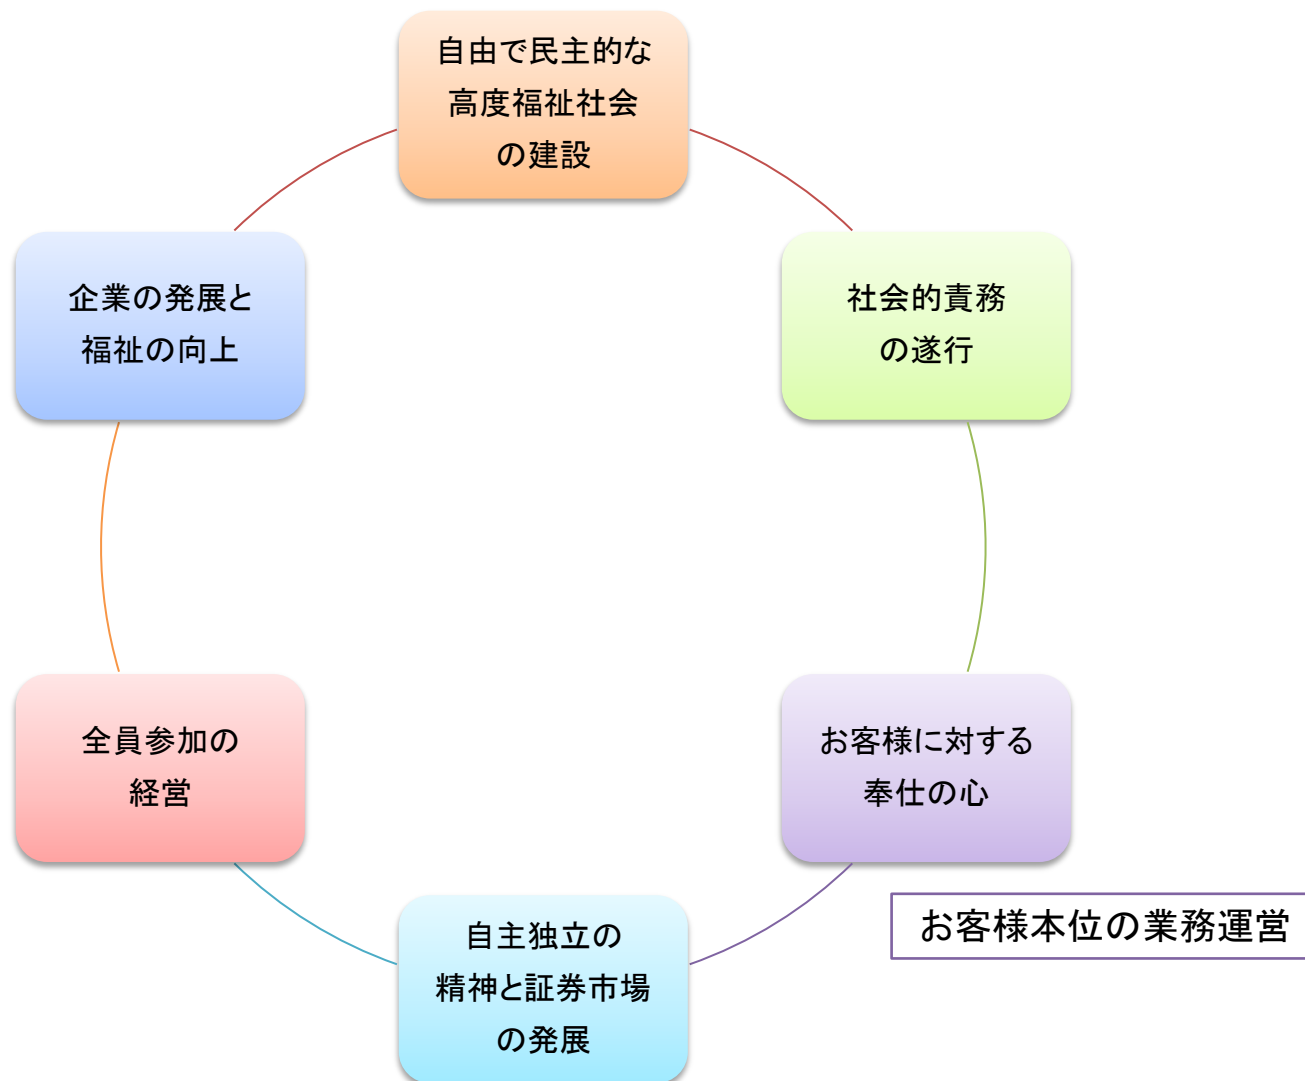 自由で民主的な
高度福祉社会
の建設
企業の発展と
福祉の向上
社会的責務
の遂行
全員参加の
経営
お客様に対する
奉仕の心
自主独立の
精神と証券市場
の発展
お客様本位の業務運営